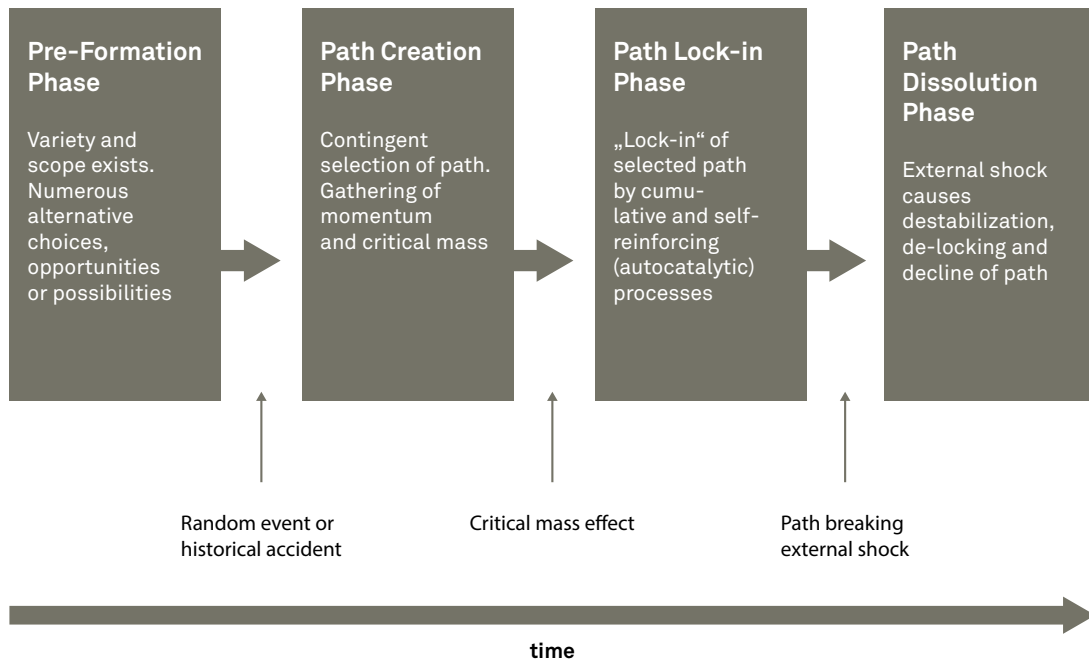 Pre-Formation
Phase
Variety and
scope exists.
Numerous
alternative
choices,
opportunities
or possibilities
Path Creation
Phase
Contingent
selection of path.
Gathering of
momentum
and critical mass
Path Lock-in
Phase
„Lock-in“ of
selected path
by cumu-
lative and self-
reinforcing
(autocatalytic)
processes
Path
Dissolution
Phase
External shock
causes
destabilization,
de-locking and
decline of path
Random event or
historical accident
Critical mass effect
Path breaking
external shock
time